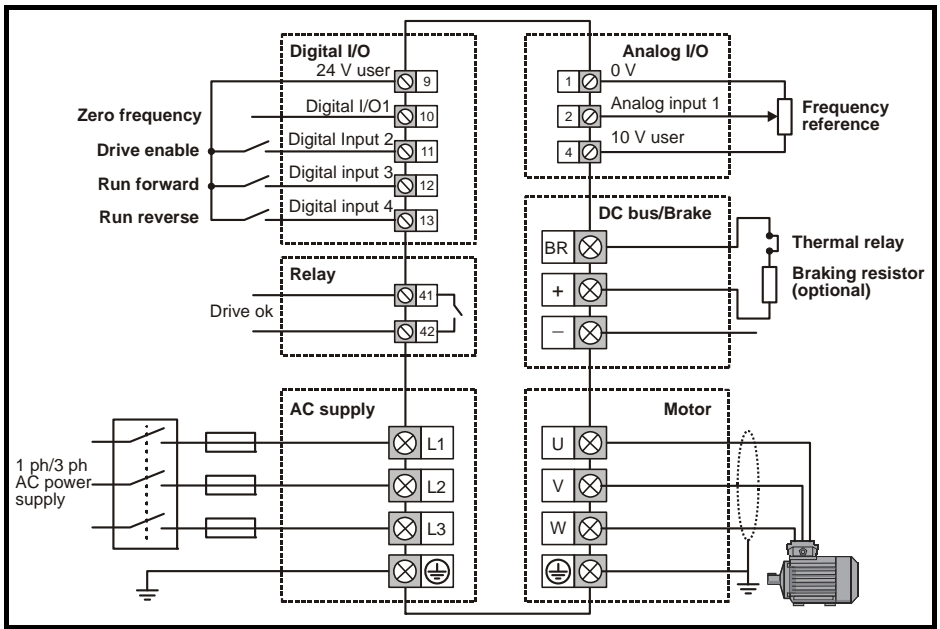 Digital I/O
24 V user
9
Zero frequency
Digital I/O1
10
Drive enable
Digital Input 2
11
Run forward
Digital input 3
12
Run reverse
Digital input 4
13
Analog I/O
1
0 V
2
Analog input 1
4
10 V user
Frequency
reference
Relay
41
Drive ok
42
DC bus/Brake
BR
+
−
Thermal relay
Braking resistor
(optional)
AC supply
1 ph/3 ph
AC power
supply
L1
L2
L3
Motor
U
V
W